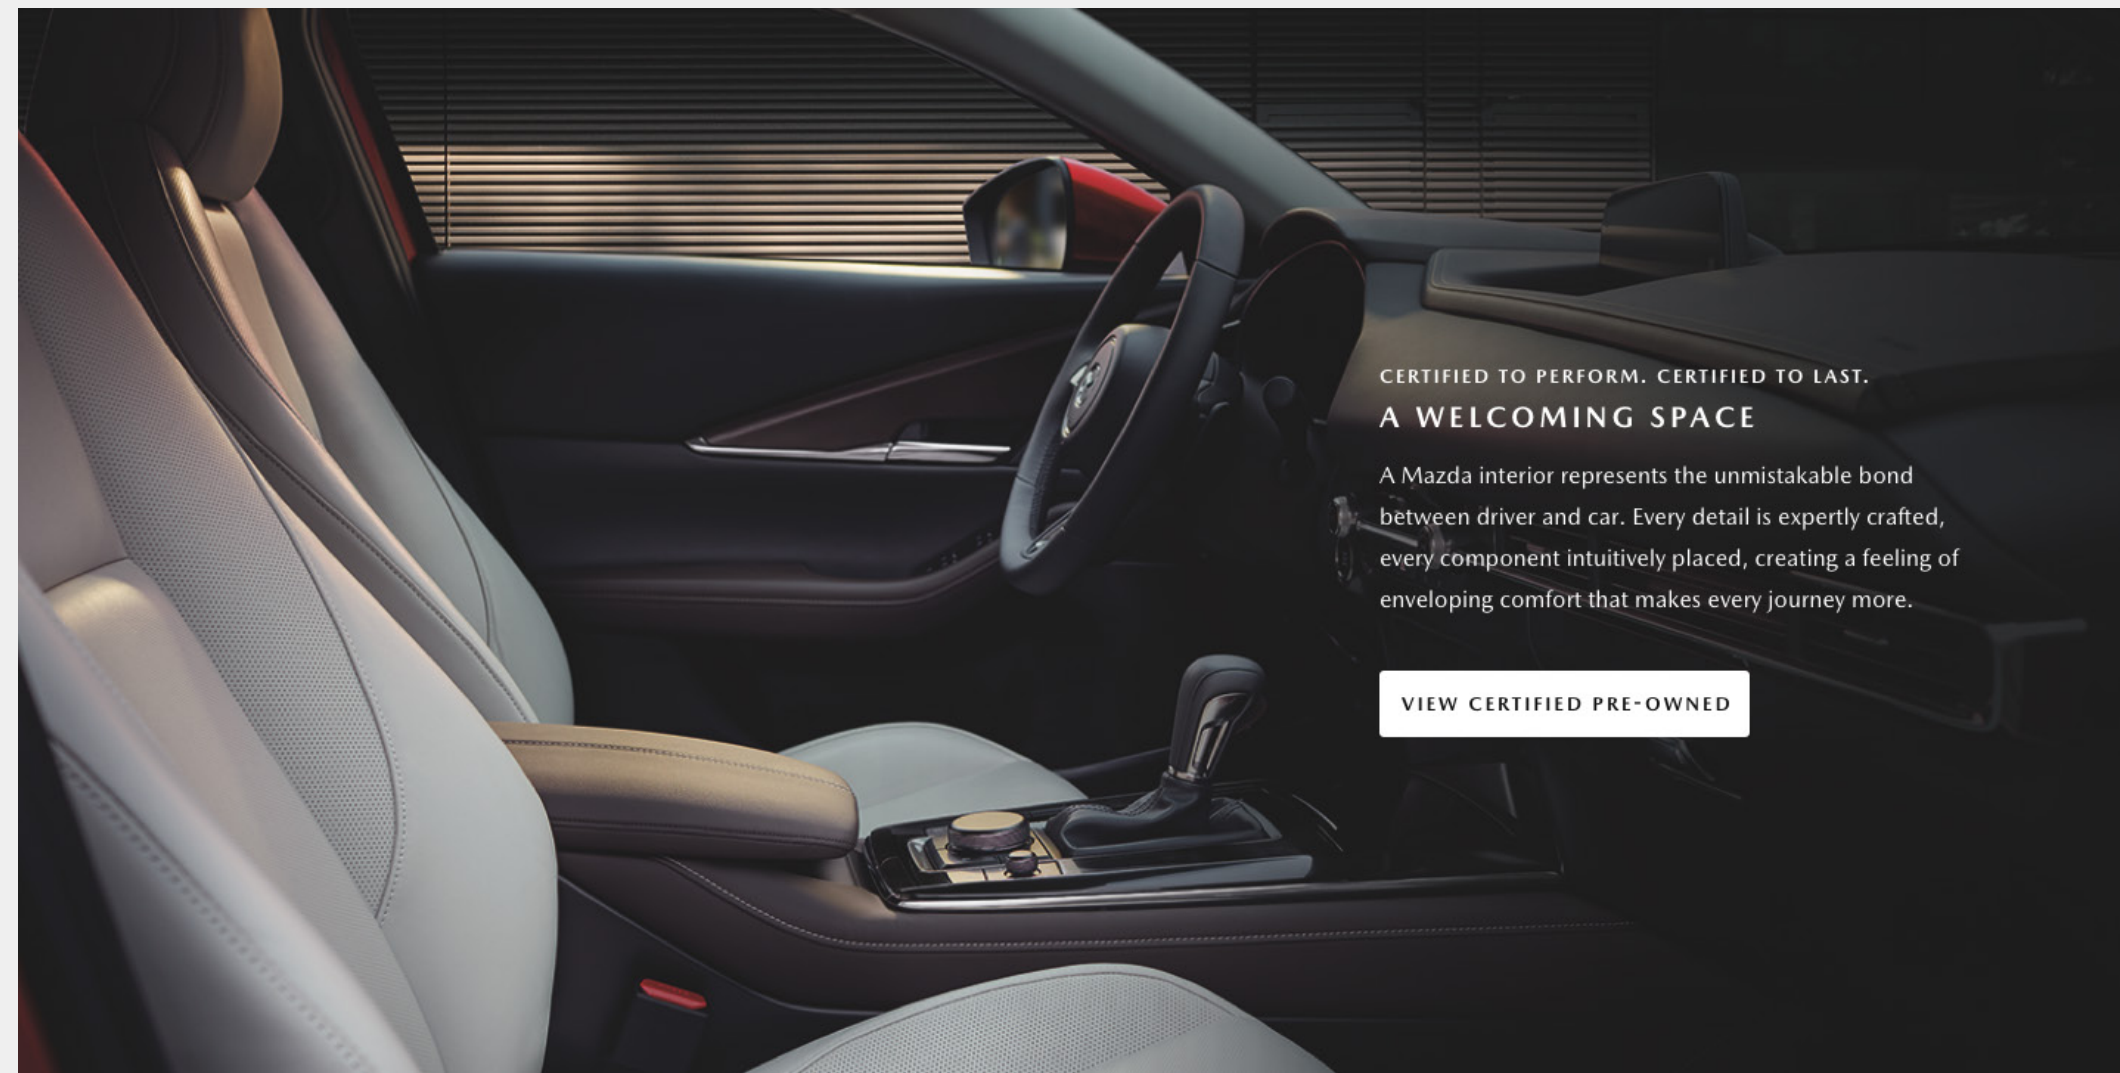 CERTIFIED TO PERFORM. CERTIFIED TO LAST.
A WELCOMING SPACE
A Mazda interior represents the unmistakable bond
between driver and car. Every detail is expertly crafted,
every component intuitively placed, creating a feeling of
enveloping comfort that makes every journey more.
VIEW CERTIFIED PRE-OWNED